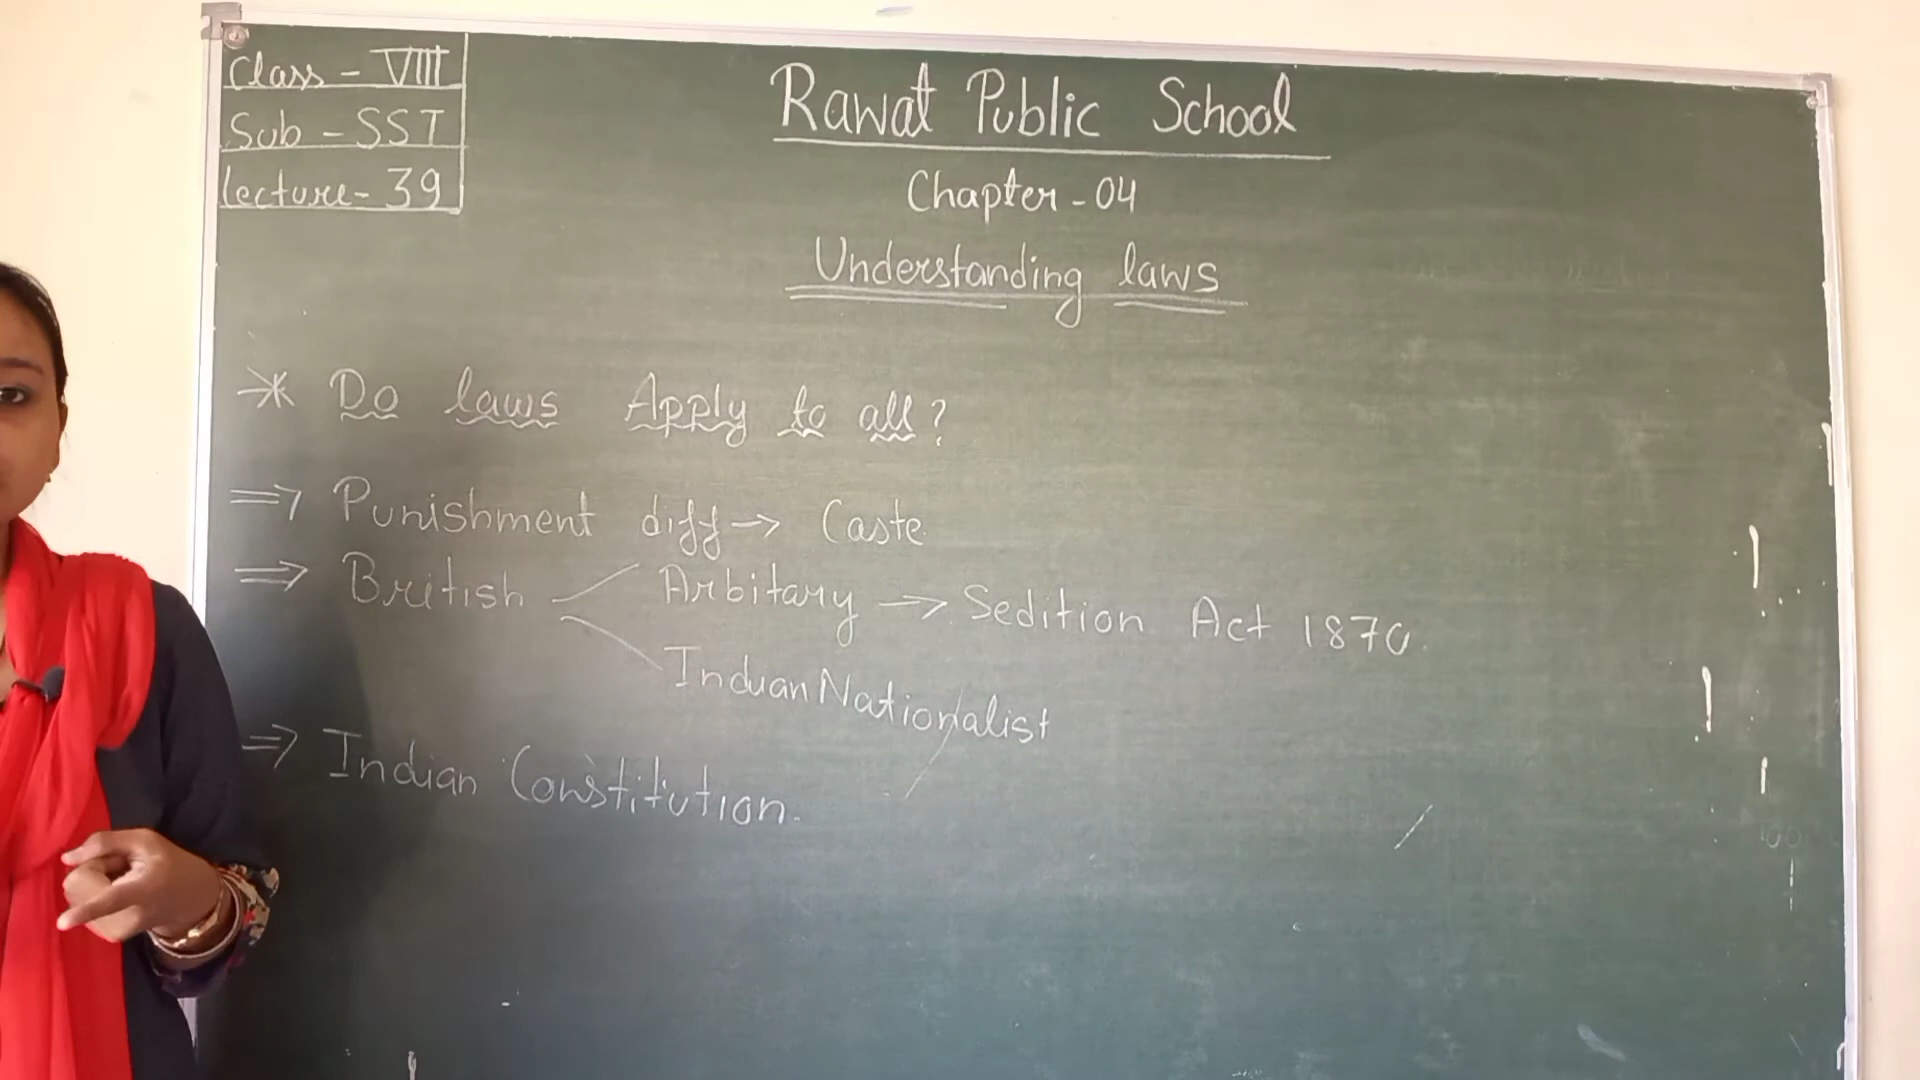 Class - VIII
Sub - SST
lecture - 39
Rawat Public School
Chapter - 04
Understanding laws
* Do laws Apply to all?
⇒ Punishment diff → Caste
⇒ British Arbitary → Sedition Act 1870.
Indian Nationalist
⇒ Indian Constitution.